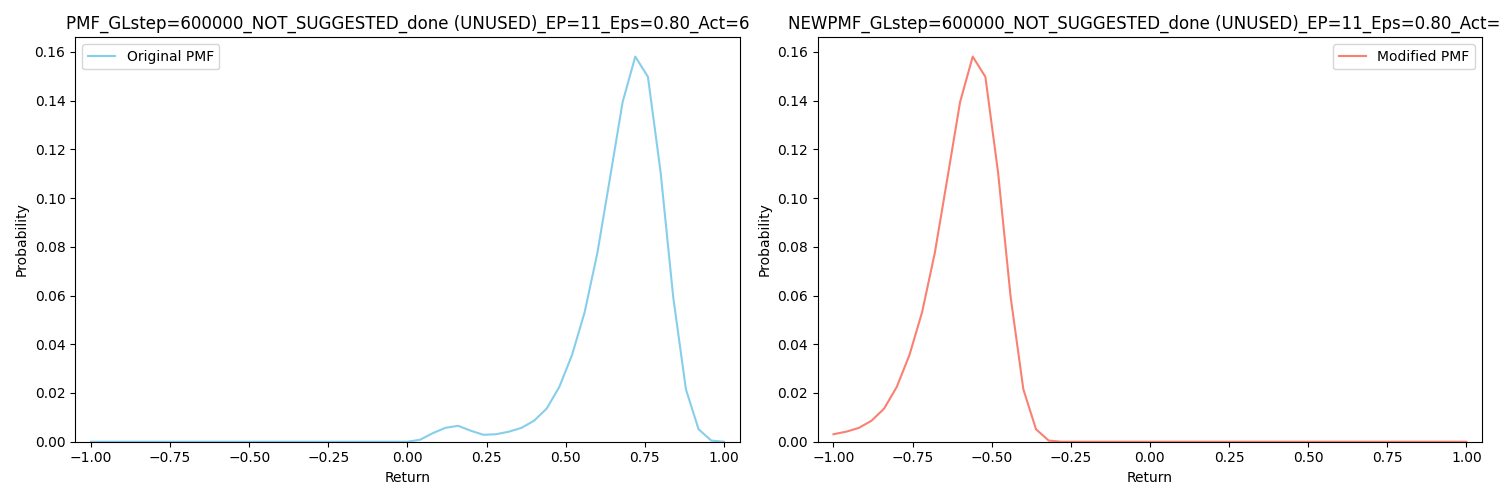 PMF_GLstep=600000_NOT_SUGGESTED_done (UNUSED)_EP=11_Eps=0.80_Act=6
Original PMF
Probability
0.16
0.14
0.12
0.10
0.08
0.06
0.04
0.02
0.00
−1.00 −0.75 −0.50 −0.25 0.00 0.25 0.50 0.75 1.00
Return
NEWPMF_GLstep=600000_NOT_SUGGESTED_done (UNUSED)_EP=11_Eps=0.80_Act=
Modified PMF
Probability
0.16
0.14
0.12
0.10
0.08
0.06
0.04
0.02
0.00
−1.00 −0.75 −0.50 −0.25 0.00 0.25 0.50 0.75 1.00
Return